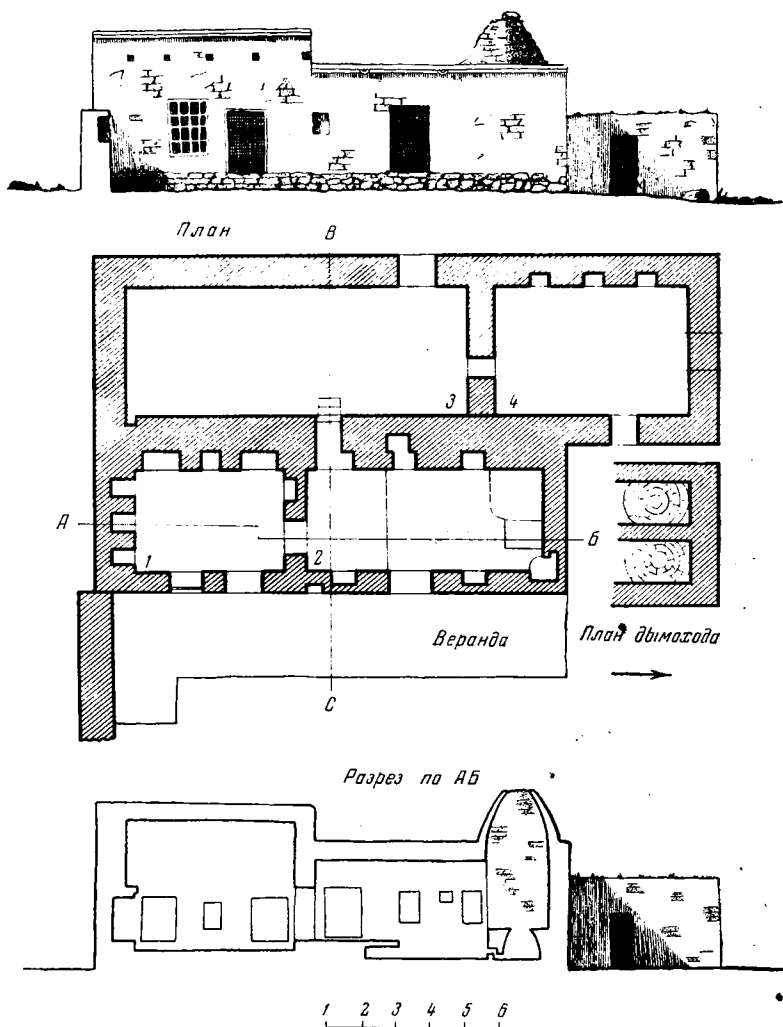 План
В
3 4
А
1
2
Б
Веранда
План дымохода
С
Разрез по АБ
1 2 3 4 5 6